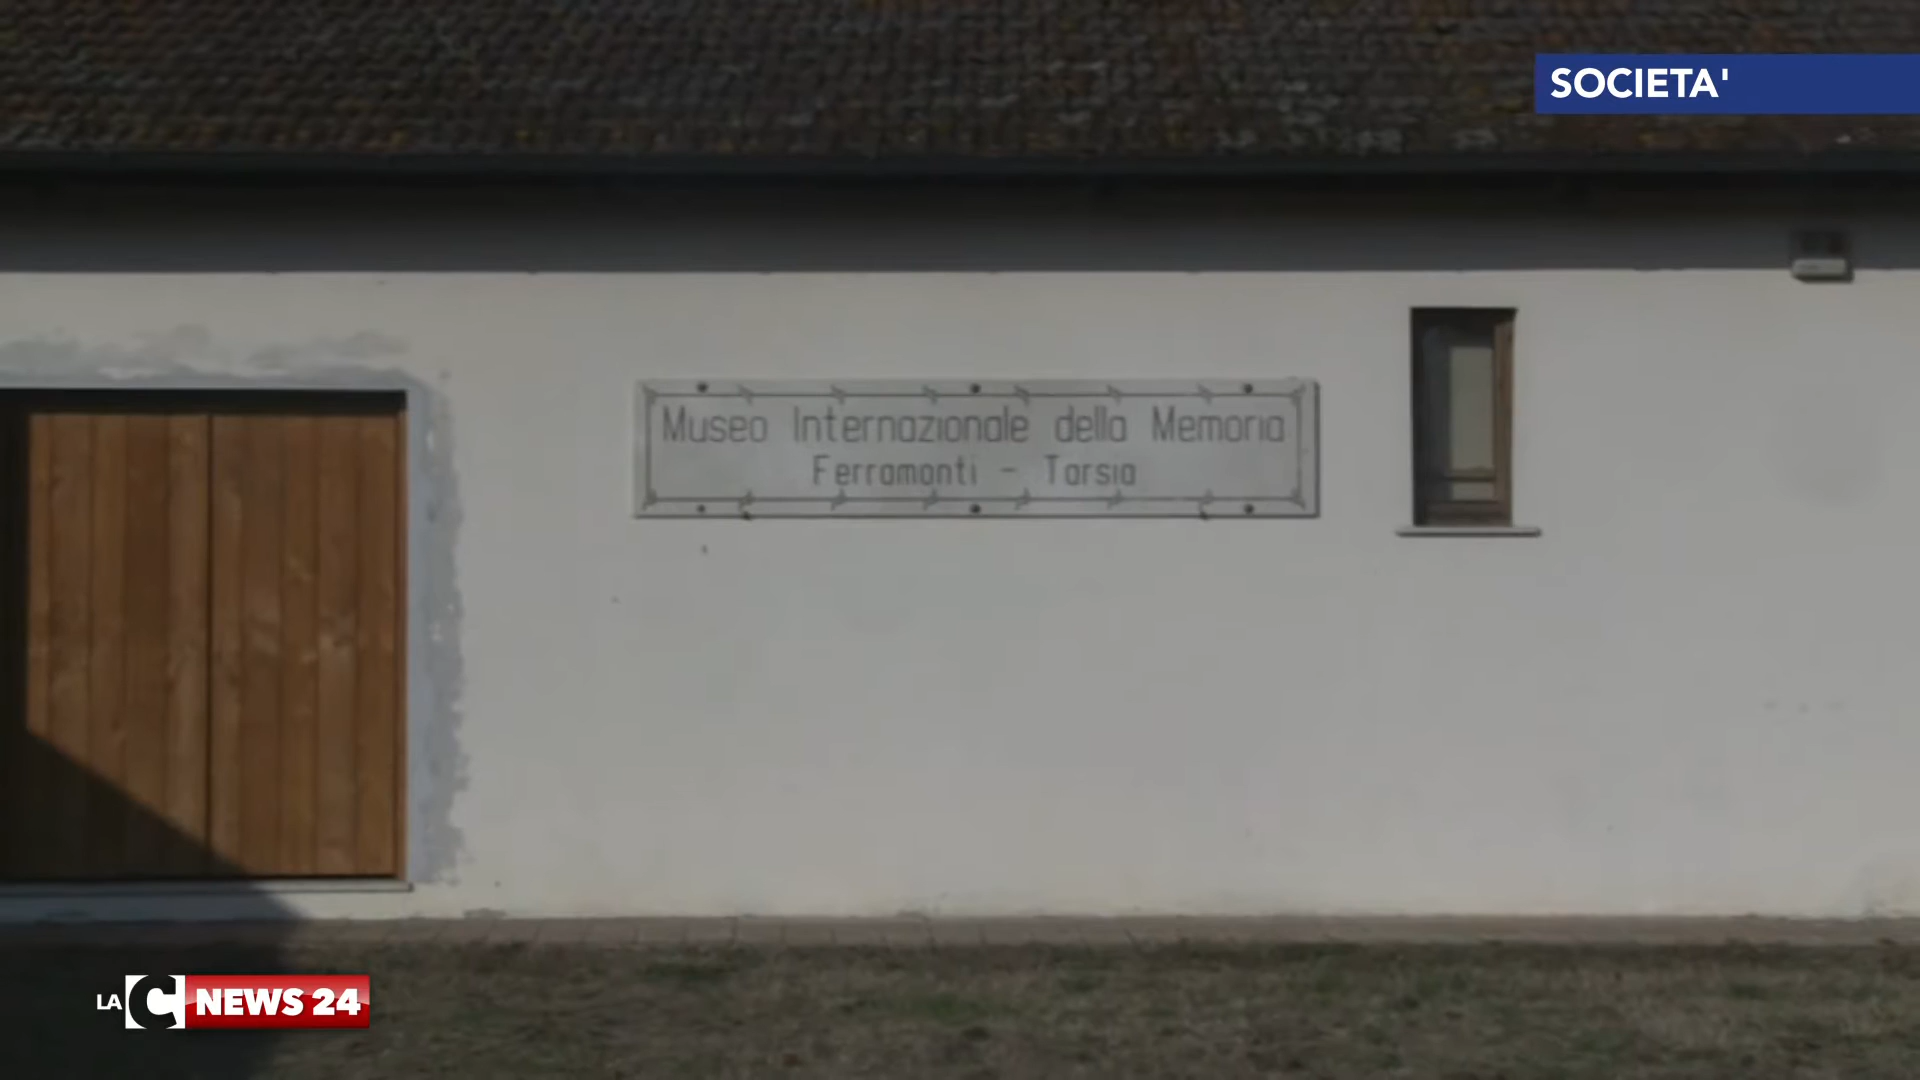 SOCIETA'
Museo Internazionale della Memoria
Ferramonti - Tarsia
LA C NEWS 24